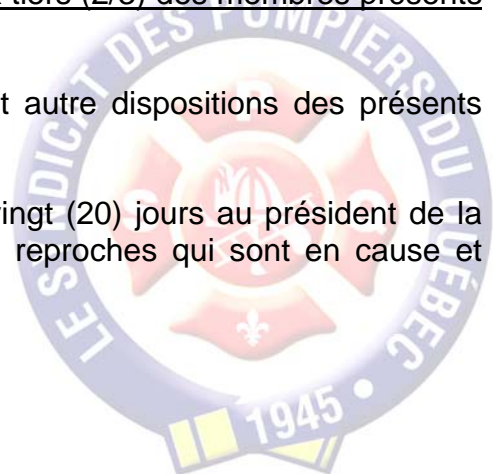 tiers (2/3) des membres présents
t autre dispositions des présents
ingt (20) jours au président de la
reproches qui sont en cause et
LE SYNDICAT DES POMPIERS DU QUÉBEC
S P Q
1945